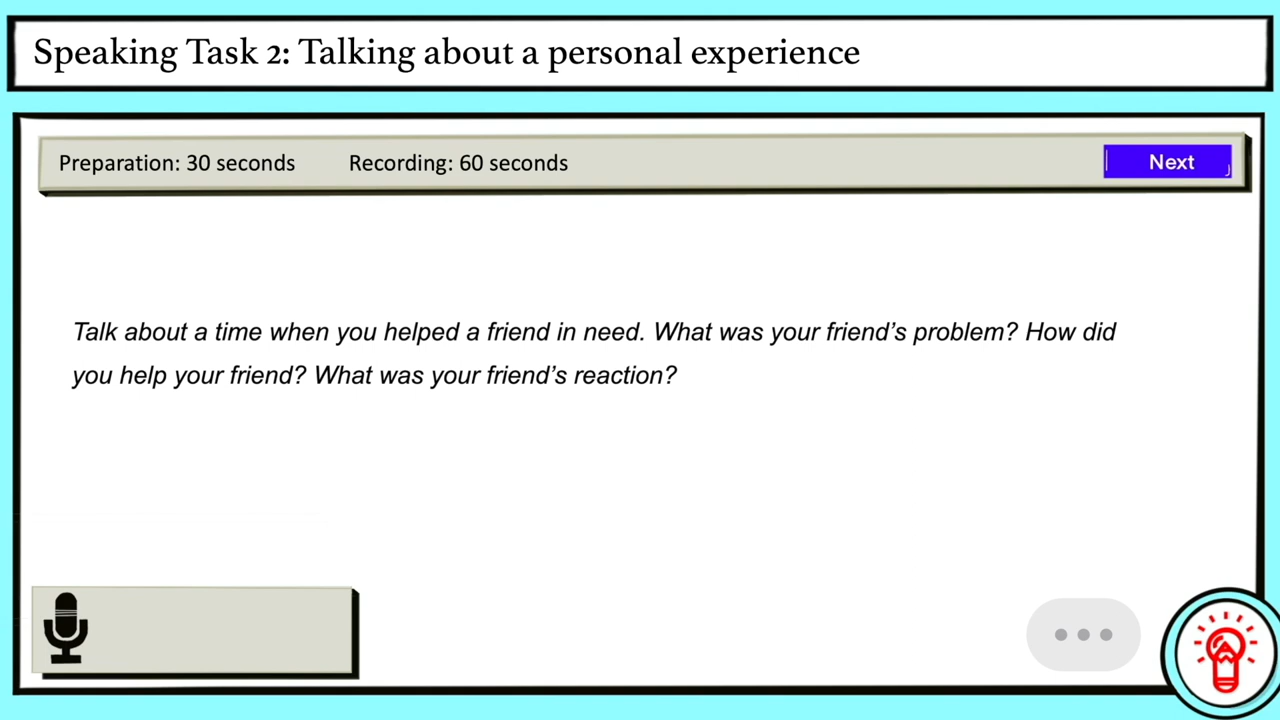 Speaking Task 2: Talking about a personal experience
Preparation: 30 seconds Recording: 60 seconds Next
Talk about a time when you helped a friend in need. What was your friend’s problem? How did
you help your friend? What was your friend’s reaction?